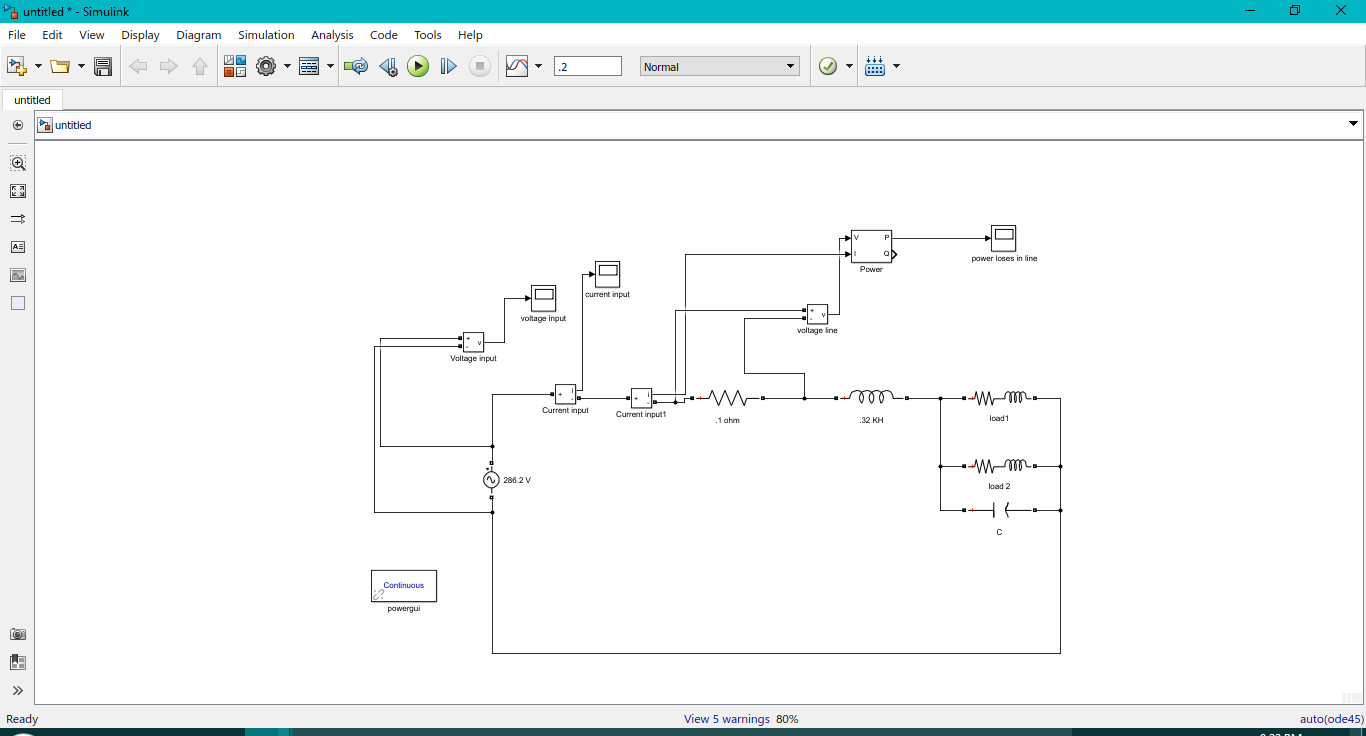 untitled * - Simulink
File Edit View Display Diagram Simulation Analysis Code Tools Help
.2
Normal
untitled
untitled
V P
I Q
Power
power loses in line
current input
voltage input
+ v
-
voltage line
+ v
-
Voltage input
+ i
-
Current input
+ i
-
Current input1
.1 ohm
.32 KH
load1
286.2 V
load 2
C
Continuous
powergui
Ready
View 5 warnings 80%
auto(ode45)